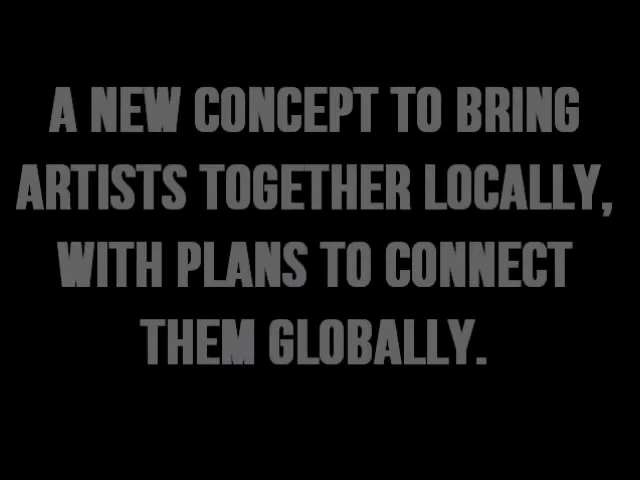 A NEW CONCEPT TO BRING
ARTISTS TOGETHER LOCALLY,
WITH PLANS TO CONNECT
THEM GLOBALLY.